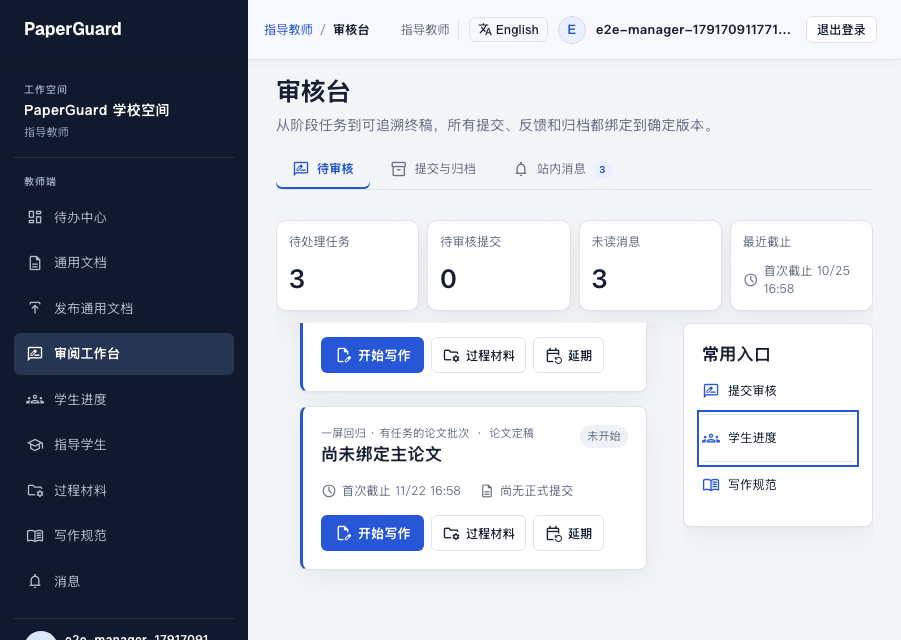 PaperGuard
工作空间
PaperGuard 学校空间
指导教师
教师端
待办中心
通用文档
发布通用文档
审阅工作台
学生进度
指导学生
过程材料
写作规范
消息
指导教师 / 审核台
指导教师
English
E
e2e-manager-179170911771...
退出登录
审核台
从阶段任务到可追溯终稿，所有提交、反馈和归档都绑定到确定版本。
待审核
提交与归档
站内消息 3
待处理任务
3
待审核提交
0
未读消息
3
最近截止
首次截止 10/25
16:58
开始写作
过程材料
延期
一屏回归 · 有任务的论文批次 · 论文定稿
未开始
尚未绑定主论文
首次截止 11/22 16:58
尚无正式提交
开始写作
过程材料
延期
常用入口
提交审核
学生进度
写作规范